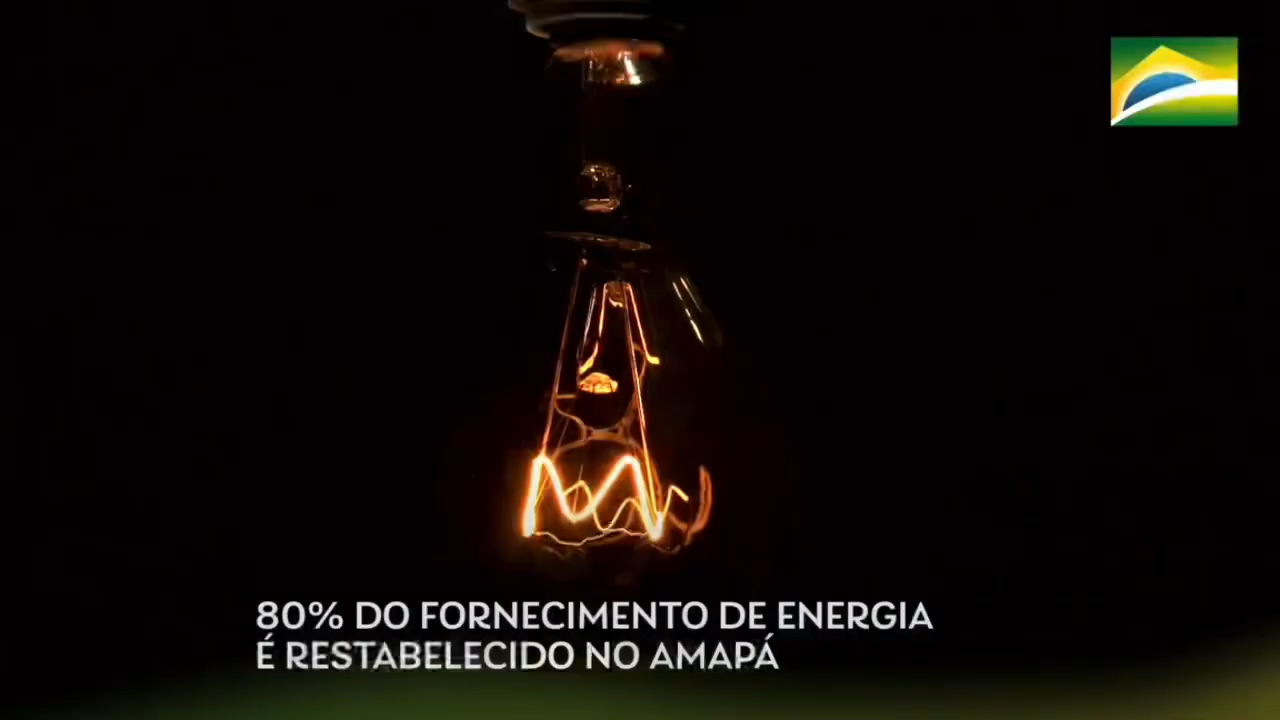 80% DO FORNECIMENTO DE ENERGIA
É RESTABELECIDO NO AMAPÁ